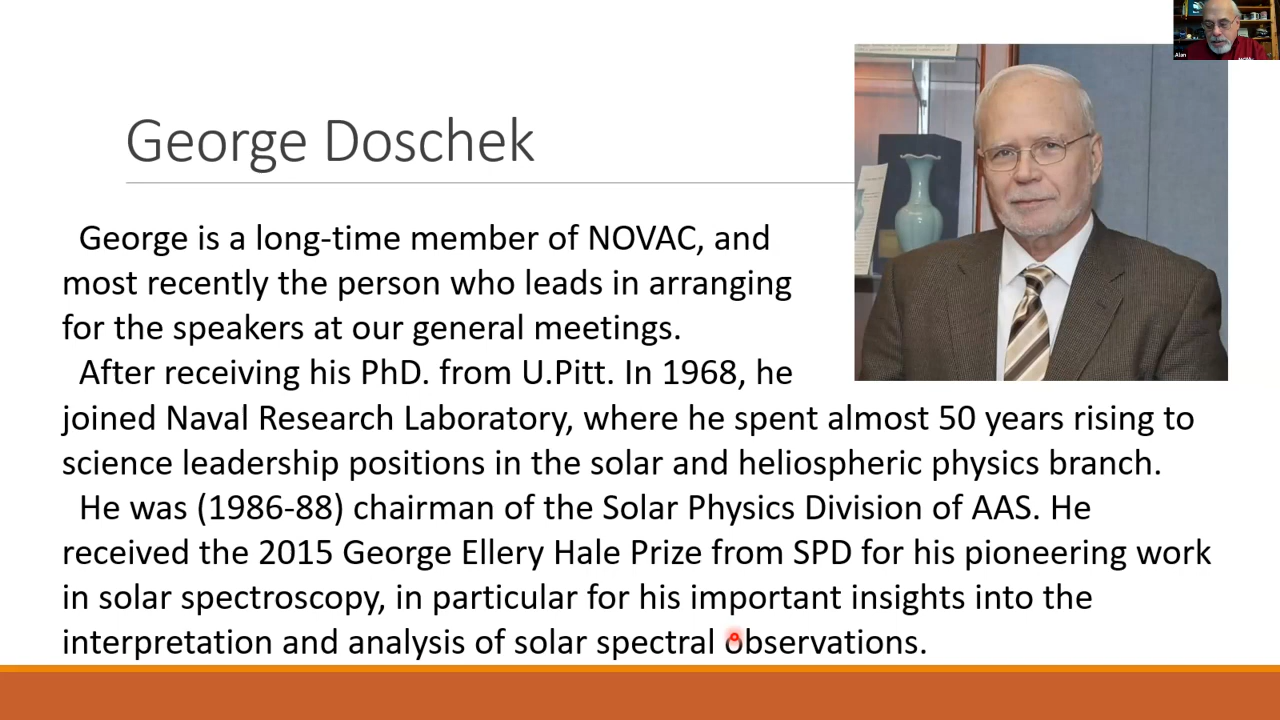 George Doschek
George is a long-time member of NOVAC, and
most recently the person who leads in arranging
for the speakers at our general meetings.
After receiving his PhD. from U.Pitt. In 1968, he
joined Naval Research Laboratory, where he spent almost 50 years rising to
science leadership positions in the solar and heliospheric physics branch.
He was (1986-88) chairman of the Solar Physics Division of AAS. He
received the 2015 George Ellery Hale Prize from SPD for his pioneering work
in solar spectroscopy, in particular for his important insights into the
interpretation and analysis of solar spectral observations.
Alan